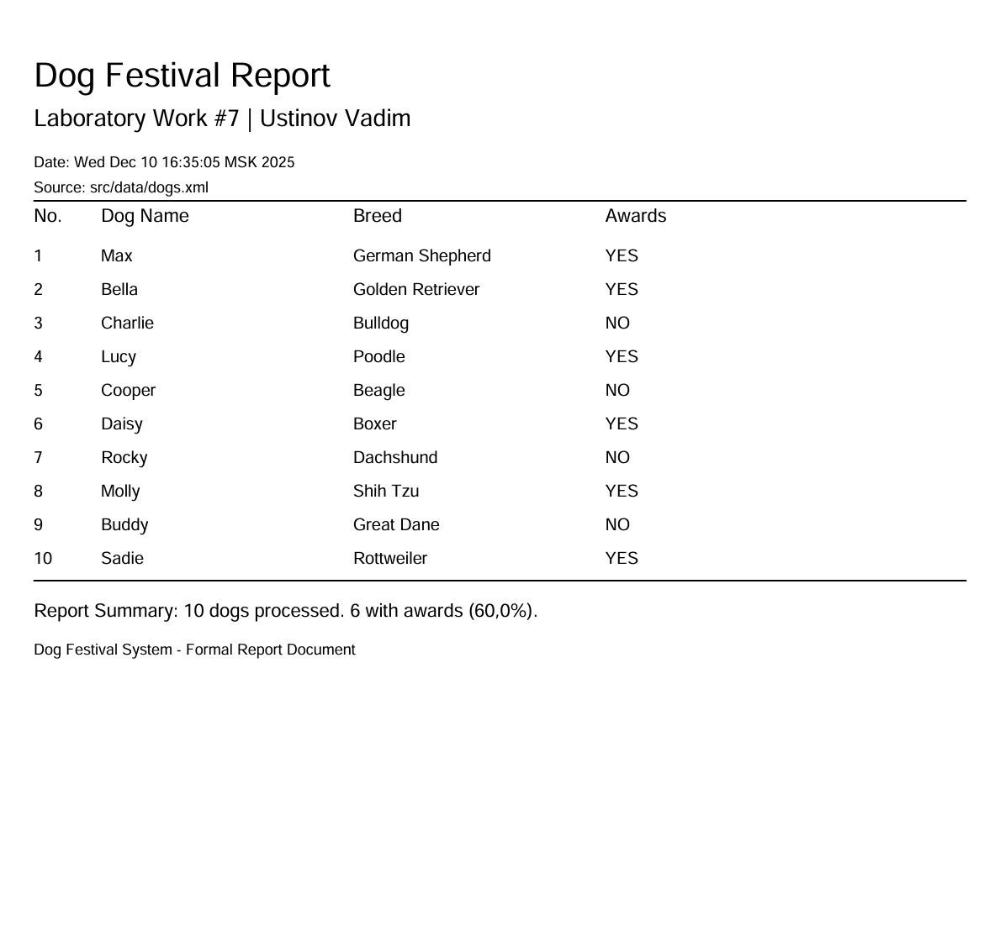 Dog Festival Report
Laboratory Work #7 | Ustinov Vadim
Date: Wed Dec 10 16:35:05 MSK 2025
Source: src/data/dogs.xml
No. Dog Name Breed Awards
1 Max German Shepherd YES
2 Bella Golden Retriever YES
3 Charlie Bulldog NO
4 Lucy Poodle YES
5 Cooper Beagle NO
6 Daisy Boxer YES
7 Rocky Dachshund NO
8 Molly Shih Tzu YES
9 Buddy Great Dane NO
10 Sadie Rottweiler YES
Report Summary: 10 dogs processed. 6 with awards (60,0%).
Dog Festival System - Formal Report Document